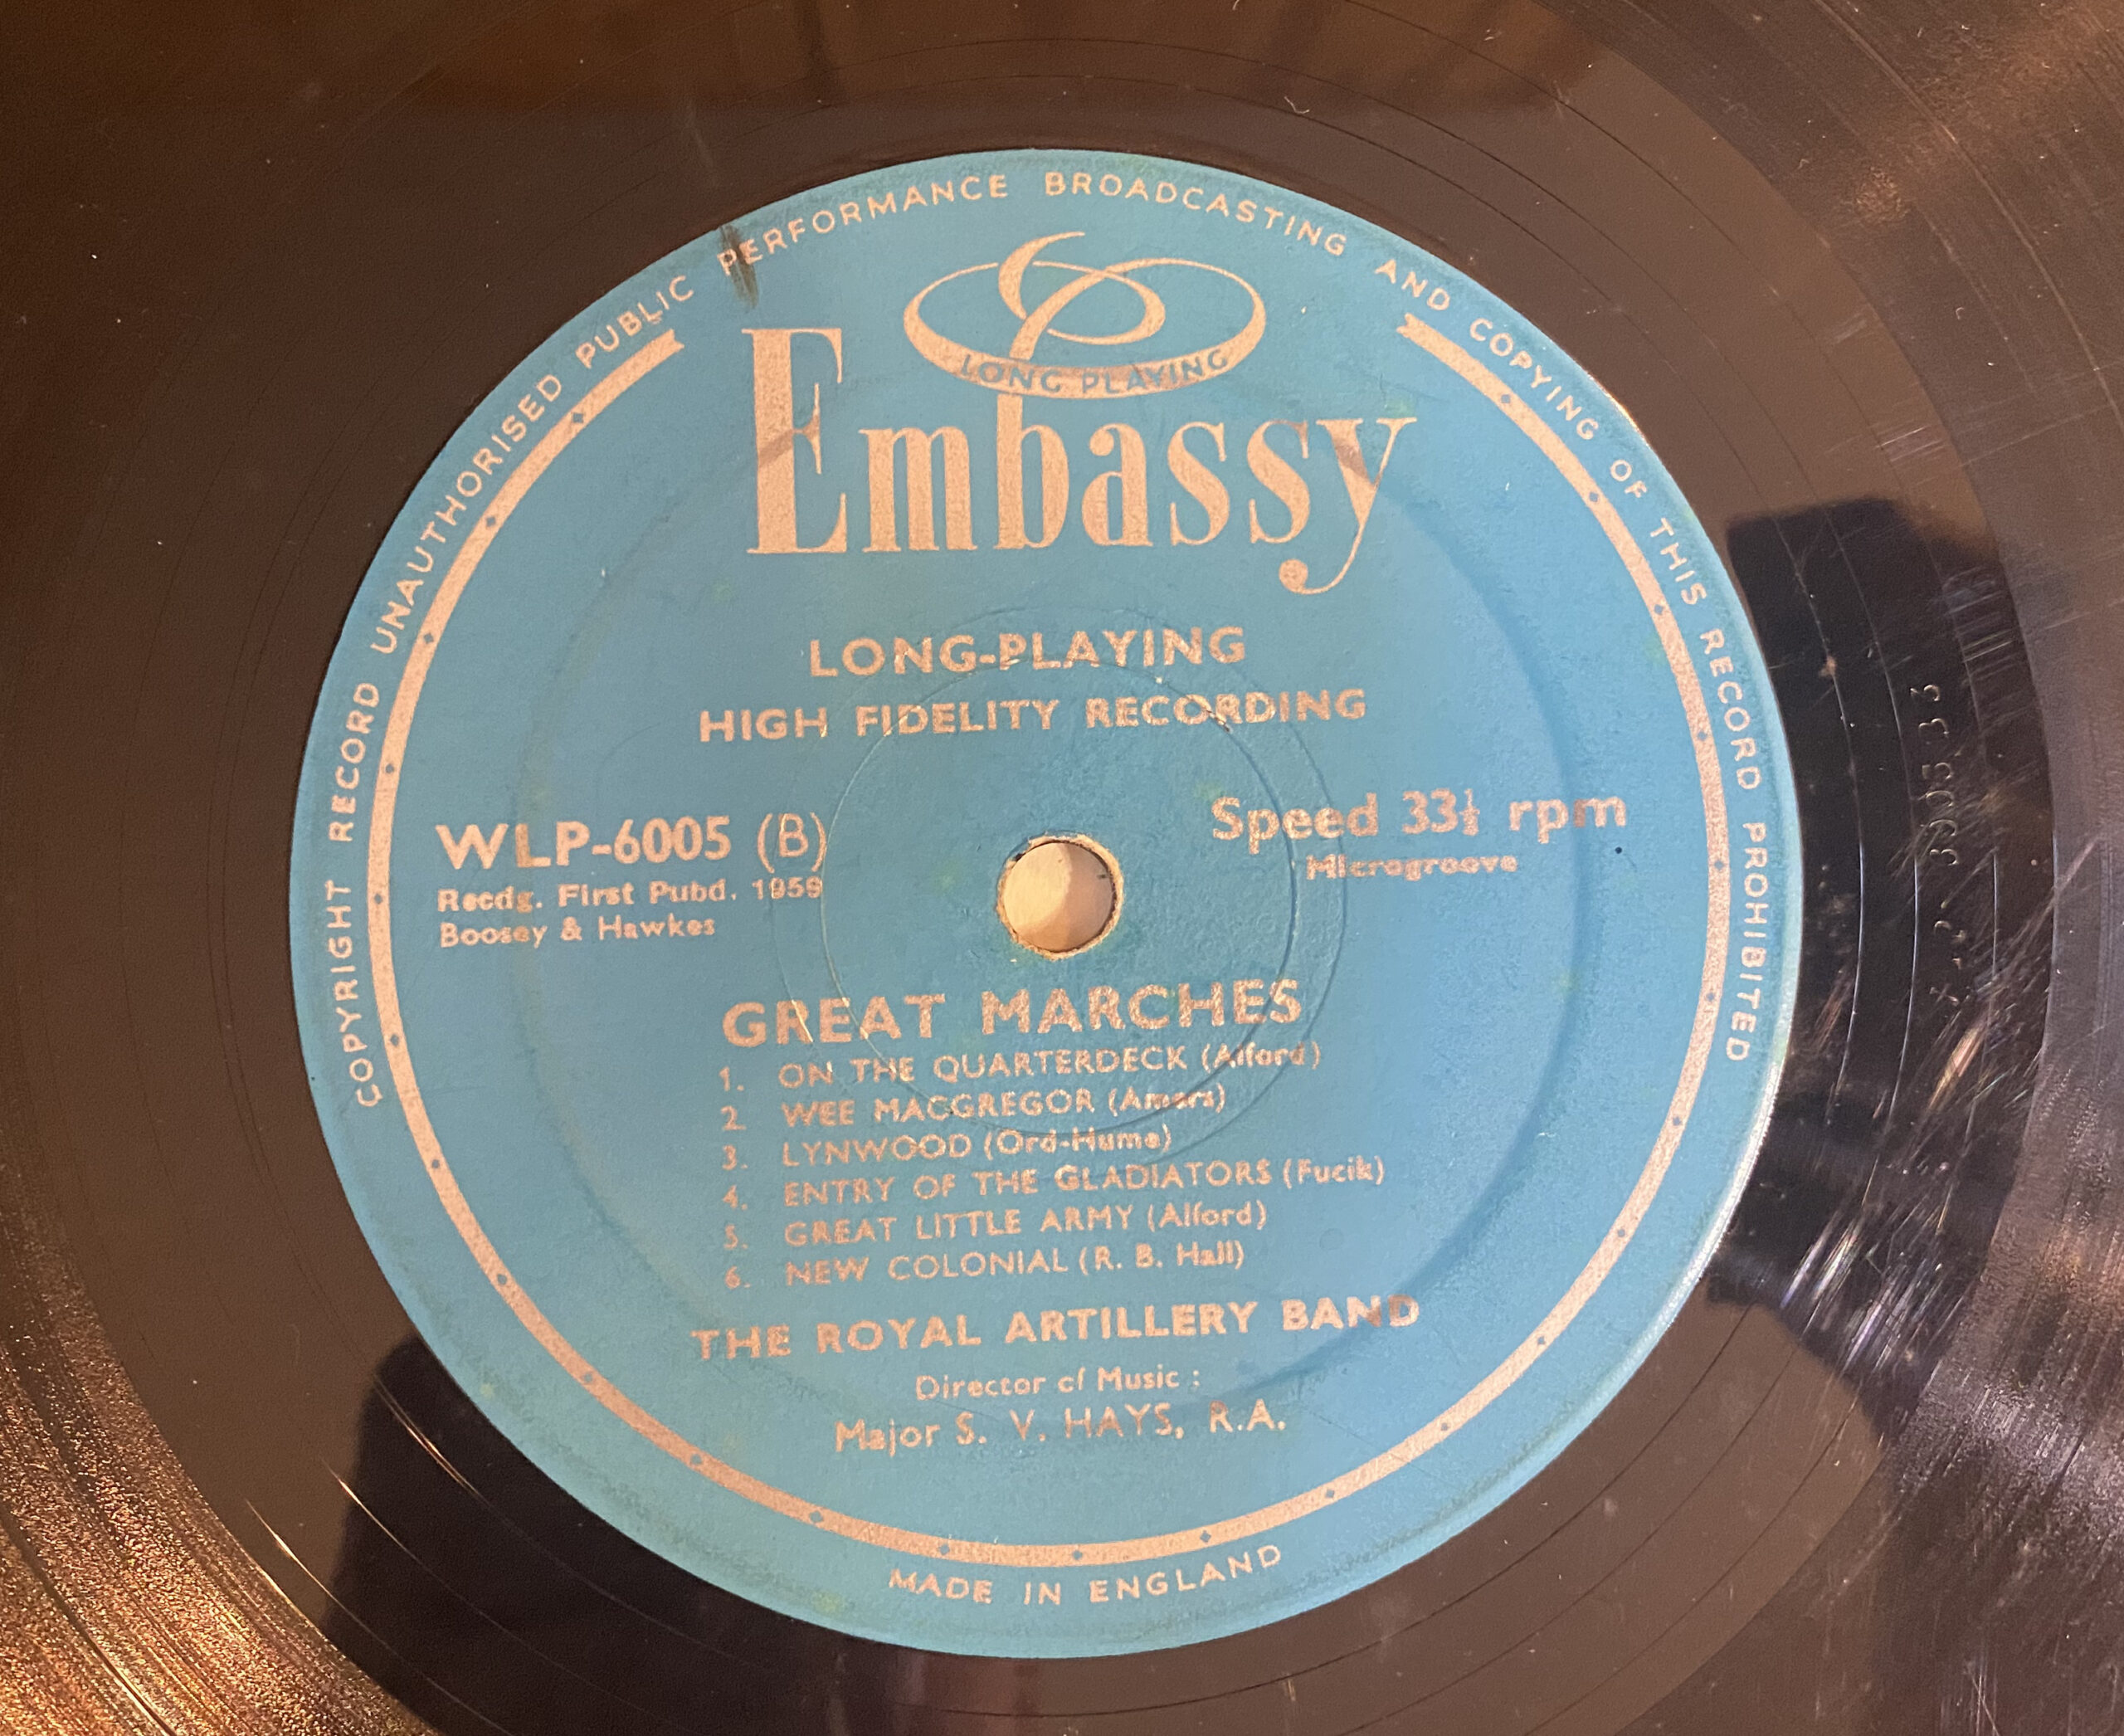 COPYRIGHT RECORD UNAUTHORISED PUBLIC PERFORMANCE BROADCASTING AND COPYING OF THIS RECORD PROHIBITED
LONG PLAYING
Embassy
LONG-PLAYING
HIGH FIDELITY RECORDING
WLP-6005 (B)
Speed 33⅓ rpm
Recdg. First Pubd. 1959
Microgroove
Boosey & Hawkes
GREAT MARCHES
1. ON THE QUARTERDECK (Alford)
2. WEE MACGREGOR (Amers)
3. LYNWOOD (Ord-Hume)
4. ENTRY OF THE GLADIATORS (Fucik)
5. GREAT LITTLE ARMY (Alford)
6. NEW COLONIAL (R. B. Hall)
THE ROYAL ARTILLERY BAND
Director of Music :
Major S. V. HAYS, R.A.
MADE IN ENGLAND